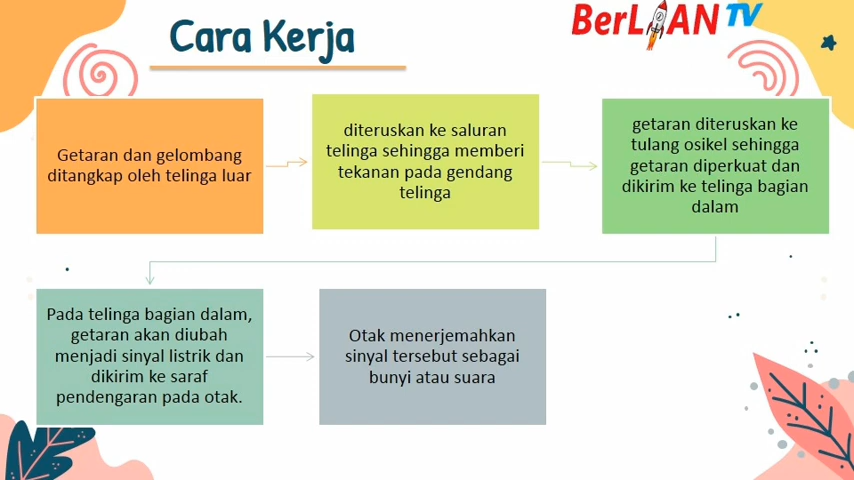 Cara Kerja
BerLIAN TV
Getaran dan gelombang
ditangkap oleh telinga luar
diteruskan ke saluran
telinga sehingga memberi
tekanan pada gendang
telinga
getaran diteruskan ke
tulang osikel sehingga
getaran diperkuat dan
dikirim ke telinga bagian
dalam
Pada telinga bagian dalam,
getaran akan diubah
menjadi sinyal listrik dan
dikirim ke saraf
pendengaran pada otak.
Otak menerjemahkan
sinyal tersebut sebagai
bunyi atau suara